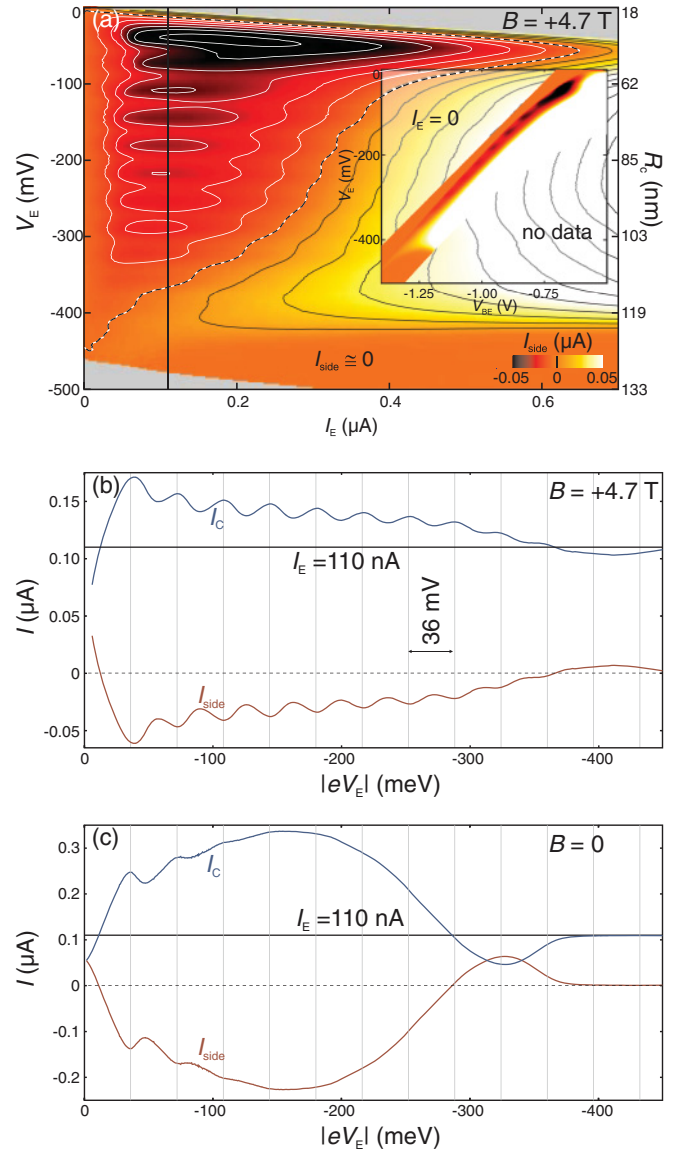 (a)
B = +4.7 T
0
-100
-200
-300
-400
-500
V_E (mV)
18
62
85
103
119
133
R_c (nm)
0
0.2
0.4
0.6
I_E (µA)
I_E = 0
0
-200
-400
V_E (mV)
no data
-1.25
-1.00
-0.75
V_BE (V)
I_side ≅ 0
I_side (µA)
-0.05
0
0.05
(b)
B = +4.7 T
0.15
0.10
0.05
0
-0.05
I (µA)
I_C
I_E =110 nA
36 mV
I_side
0
-100
-200
-300
-400
|eV_E| (meV)
(c)
B = 0
0.3
0.2
0.1
0
-0.1
-0.2
I (µA)
I_C
I_E =110 nA
I_side
0
-100
-200
-300
-400
|eV_E| (meV)